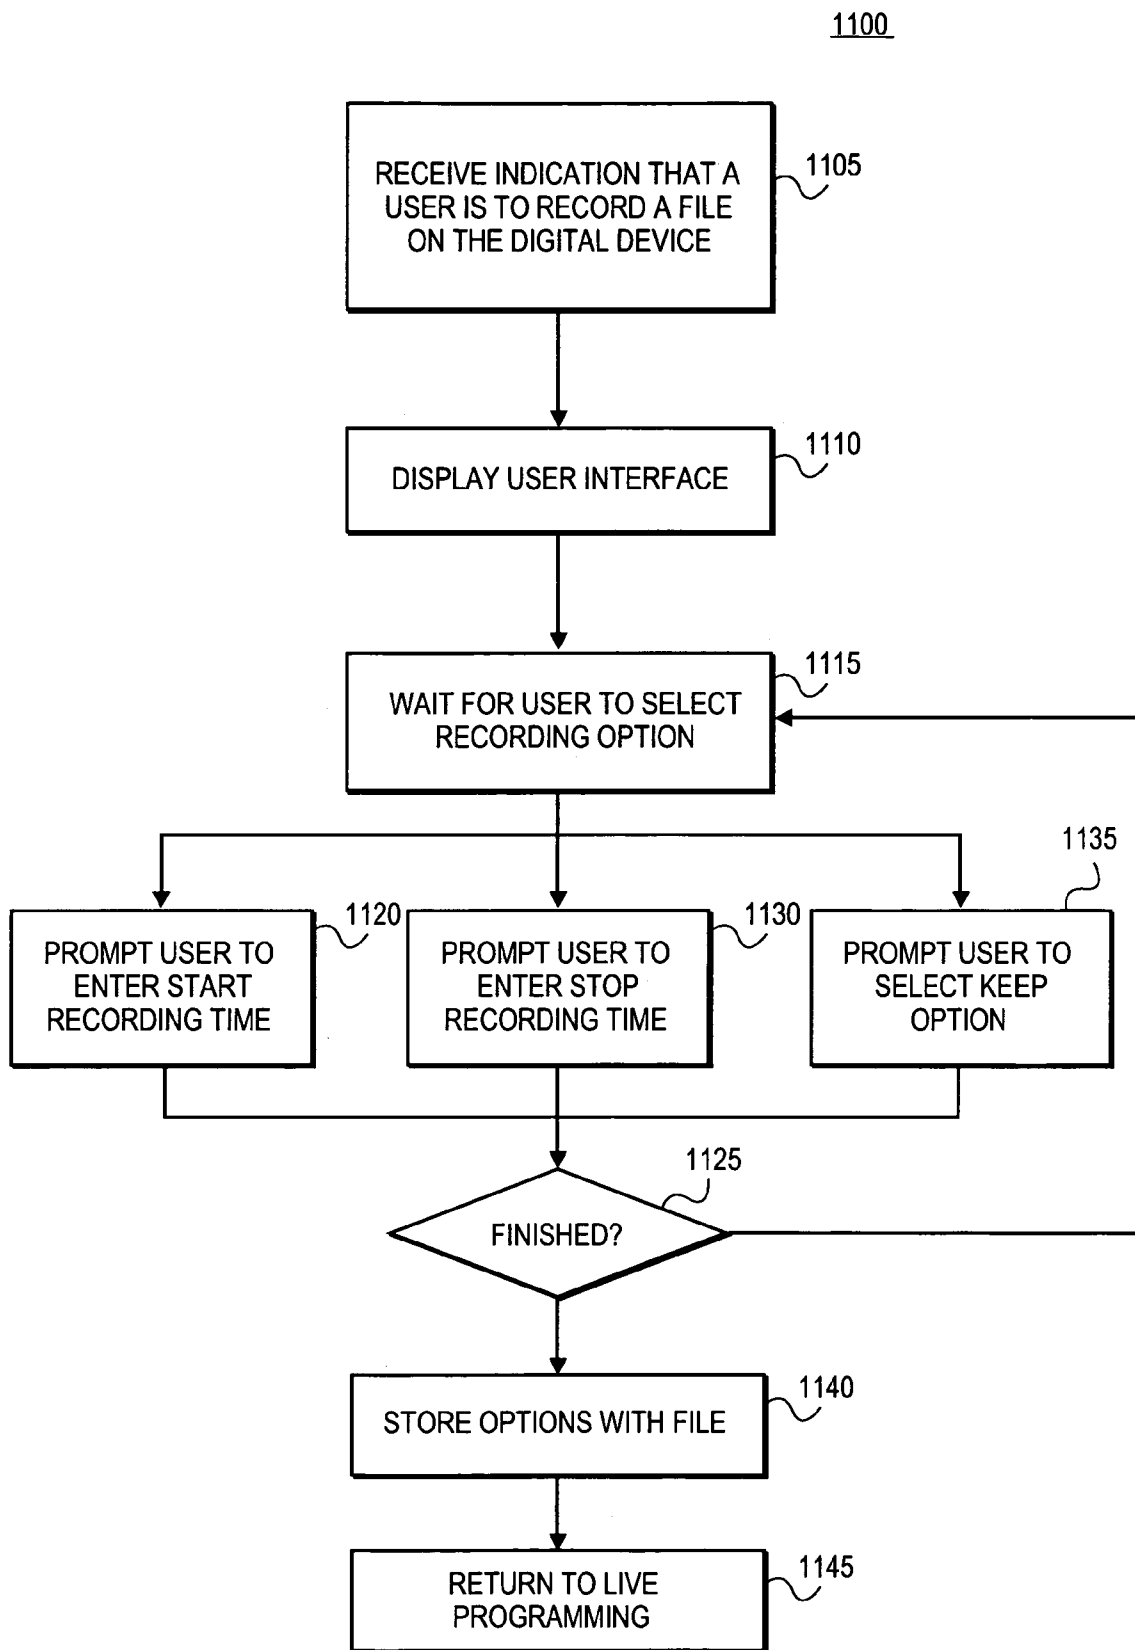 1100
RECEIVE INDICATION THAT A
USER IS TO RECORD A FILE
ON THE DIGITAL DEVICE
1105
DISPLAY USER INTERFACE
1110
WAIT FOR USER TO SELECT
RECORDING OPTION
1115
PROMPT USER TO
ENTER START
RECORDING TIME
1120
PROMPT USER TO
ENTER STOP
RECORDING TIME
1130
PROMPT USER TO
SELECT KEEP
OPTION
1135
FINISHED?
1125
STORE OPTIONS WITH FILE
1140
RETURN TO LIVE
PROGRAMMING
1145